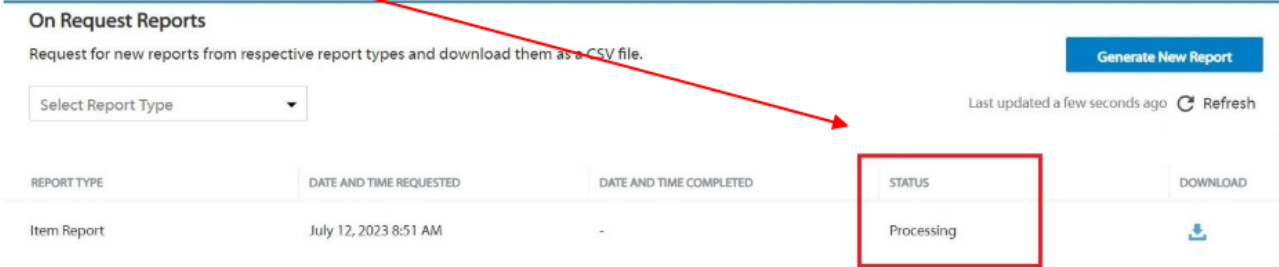 On Request Reports
Request for new reports from respective report types and download them as a CSV file.
Generate New Report
Select Report Type
Last updated a few seconds ago Refresh
REPORT TYPE DATE AND TIME REQUESTED DATE AND TIME COMPLETED STATUS DOWNLOAD
Item Report July 12, 2023 8:51 AM - Processing